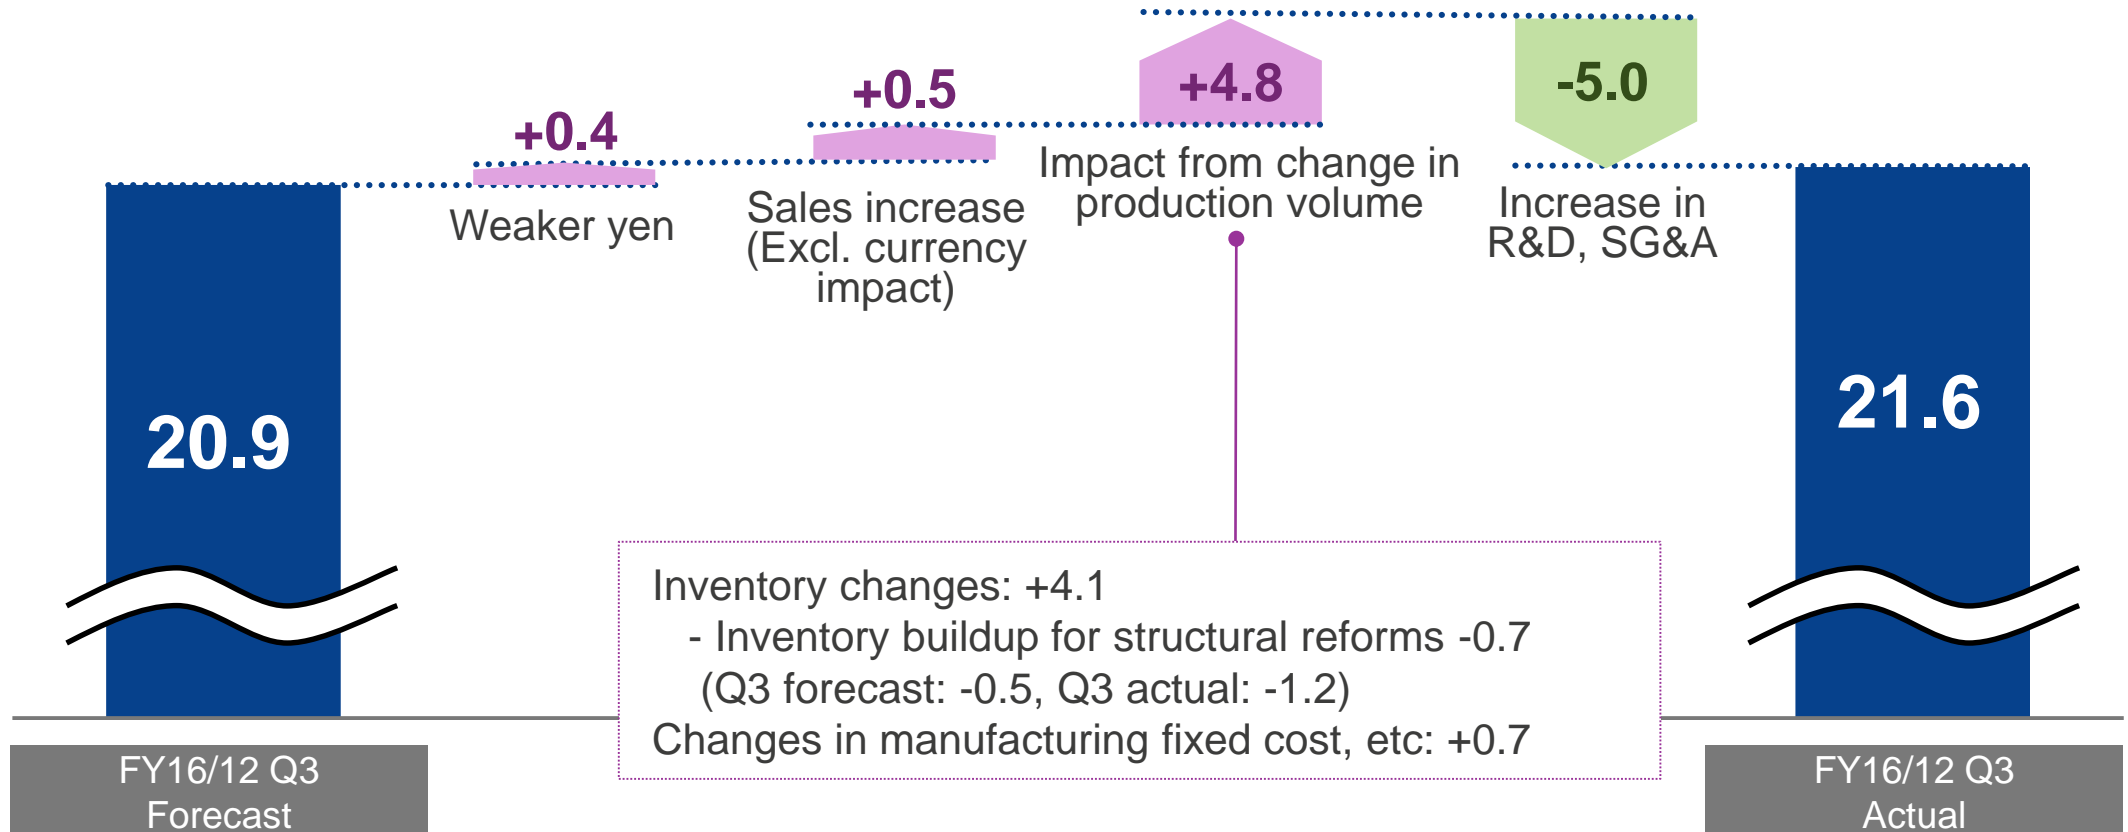 +0.4
Weaker yen
+0.5
Sales increase
(Excl. currency
impact)
+4.8
Impact from change in
production volume
-5.0
Increase in
R&D, SG&A
20.9
21.6
Inventory changes: +4.1
- Inventory buildup for structural reforms -0.7
(Q3 forecast: -0.5, Q3 actual: -1.2)
Changes in manufacturing fixed cost, etc: +0.7
FY16/12 Q3
Forecast
FY16/12 Q3
Actual